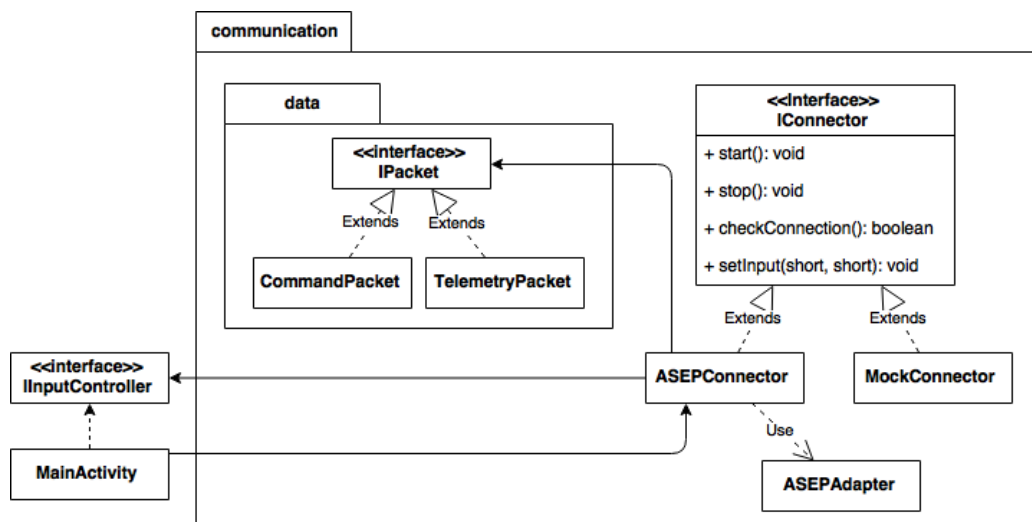 communication
data
<<interface>>
IPacket
Extends
Extends
CommandPacket
TelemetryPacket
<<Interface>>
IConnector
+ start(): void
+ stop(): void
+ checkConnection(): boolean
+ setInput(short, short): void
Extends
Extends
<<interface>>
IInputController
ASEPConnector
MockConnector
Use
MainActivity
ASEPAdapter